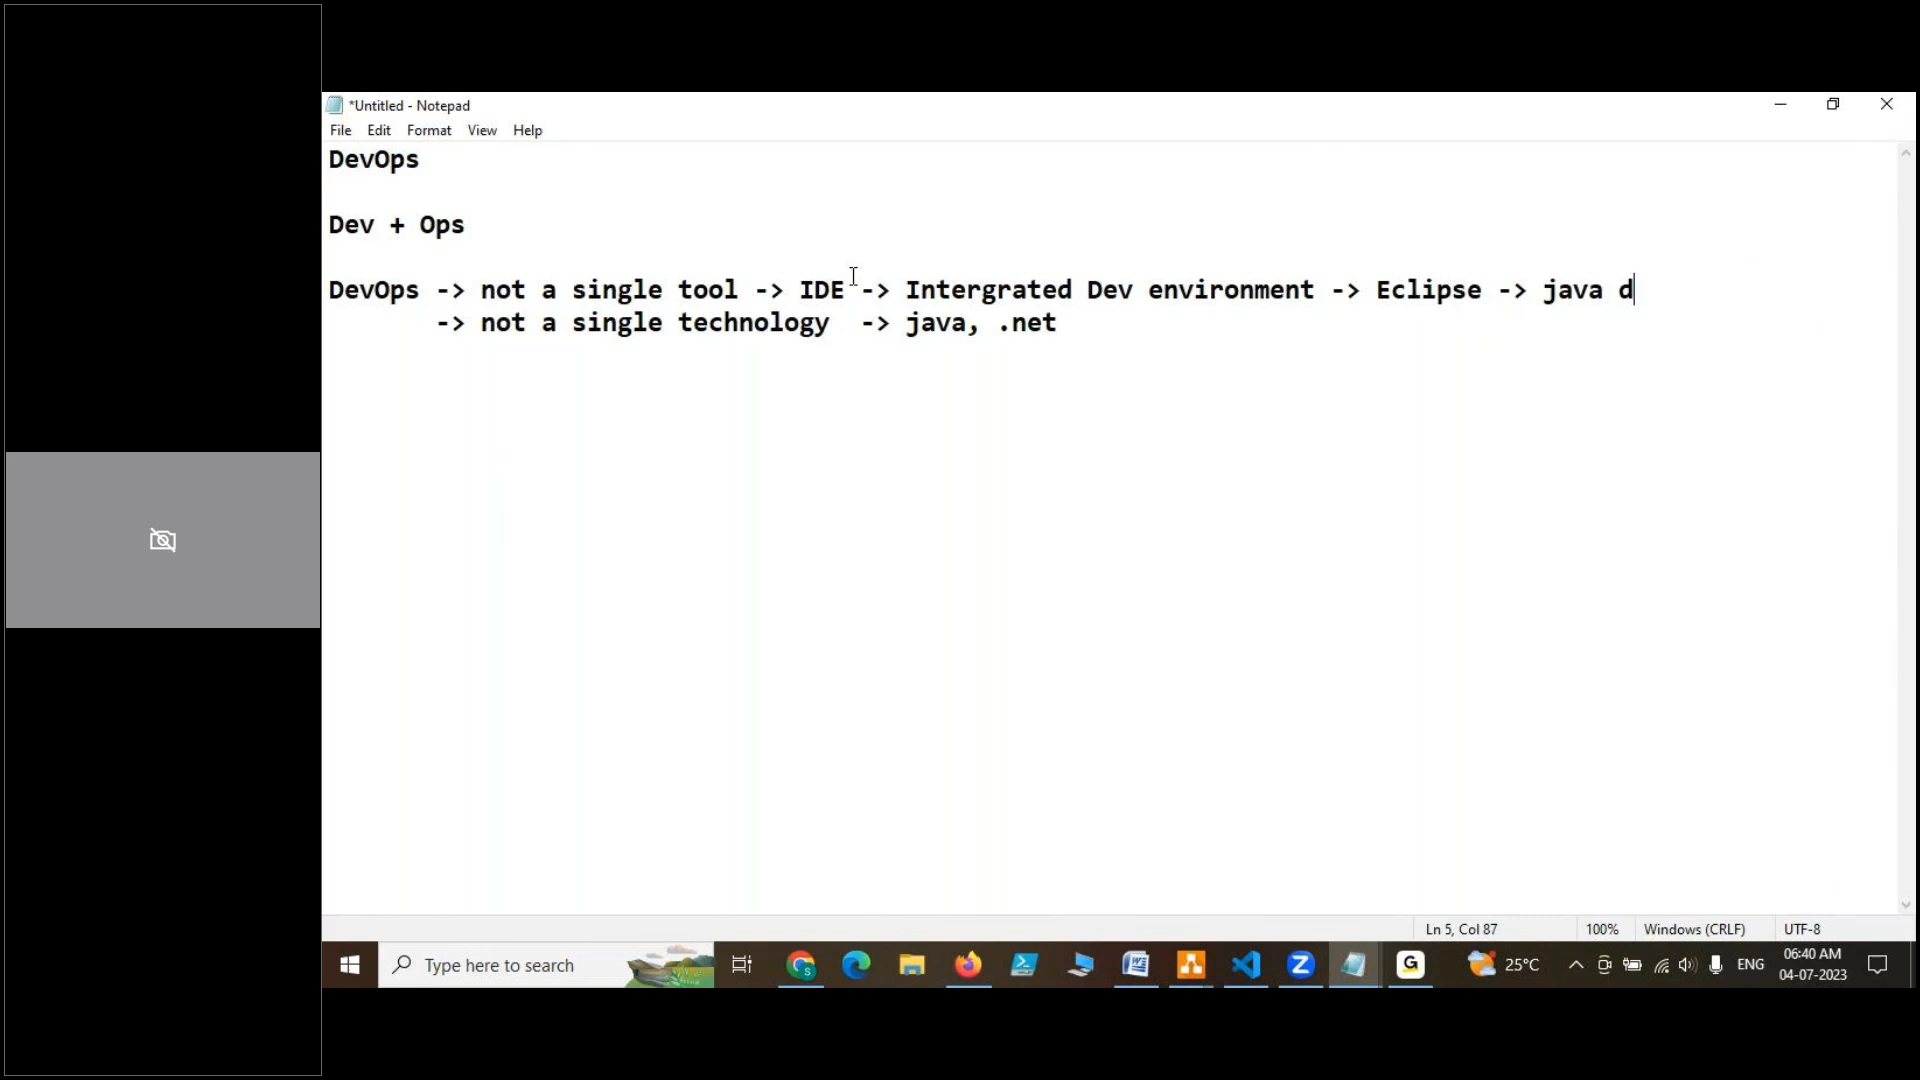 *Untitled - Notepad
File Edit Format View Help
DevOps
Dev + Ops
DevOps -> not a single tool -> IDE -> Intergrated Dev environment -> Eclipse -> java d
-> not a single technology -> java, .net
Ln 5, Col 87 100% Windows (CRLF) UTF-8
Type here to search 25°C ENG 06:40 AM
04-07-2023